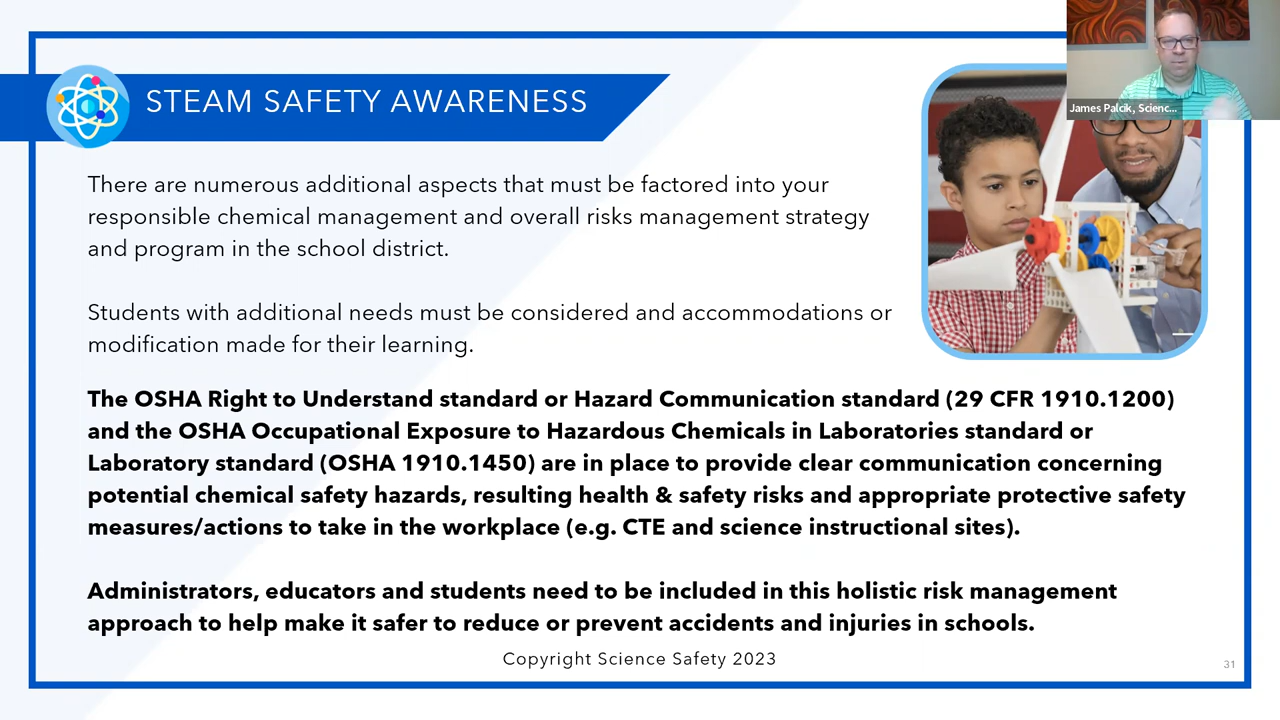 STEAM SAFETY AWARENESS
James Palcik, Scienc...
There are numerous additional aspects that must be factored into your
responsible chemical management and overall risks management strategy
and program in the school district.
Students with additional needs must be considered and accommodations or
modification made for their learning.
The OSHA Right to Understand standard or Hazard Communication standard (29 CFR 1910.1200)
and the OSHA Occupational Exposure to Hazardous Chemicals in Laboratories standard or
Laboratory standard (OSHA 1910.1450) are in place to provide clear communication concerning
potential chemical safety hazards, resulting health & safety risks and appropriate protective safety
measures/actions to take in the workplace (e.g. CTE and science instructional sites).
Administrators, educators and students need to be included in this holistic risk management
approach to help make it safer to reduce or prevent accidents and injuries in schools.
Copyright Science Safety 2023
31